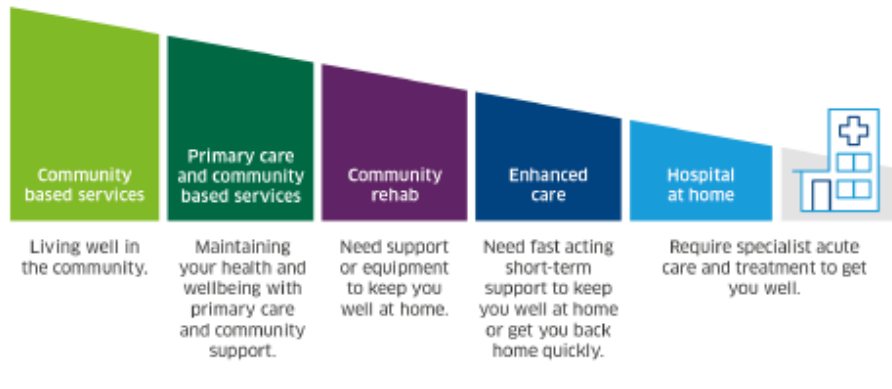 Community
based services
Primary care
and community
based services
Community
rehab
Enhanced
care
Hospital
at home
Living well in
the community.
Maintaining
your health and
wellbeing with
primary care
and community
support.
Need support
or equipment
to keep you
well at home.
Need fast acting
short-term
support to keep
you well at home
or get you back
home quickly.
Require specialist acute
care and treatment to get
you well.